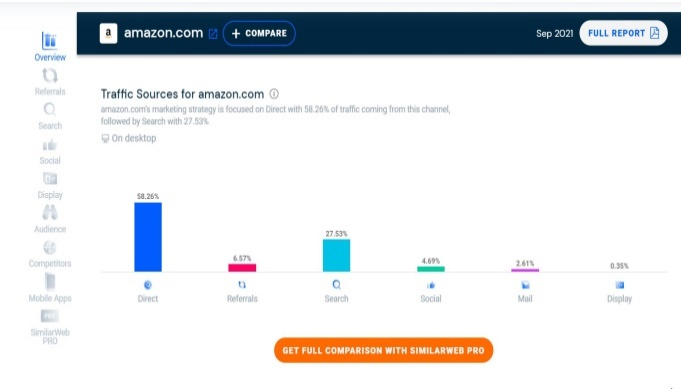 a amazon.com + COMPARE Sep 2021 FULL REPORT
Overview
Referrals
Search
Social
Display
Audience
Competitors
Mobile Apps
PRO
SimilarWeb
PRO
Traffic Sources for amazon.com
amazon.com's marketing strategy is focused on Direct with 58.26% of traffic coming from this channel,
followed by Search with 27.53%
On desktop
58.26% 6.57% 27.53% 4.69% 2.61% 0.35%
Direct Referrals Search Social Mail Display
GET FULL COMPARISON WITH SIMILARWEB PRO